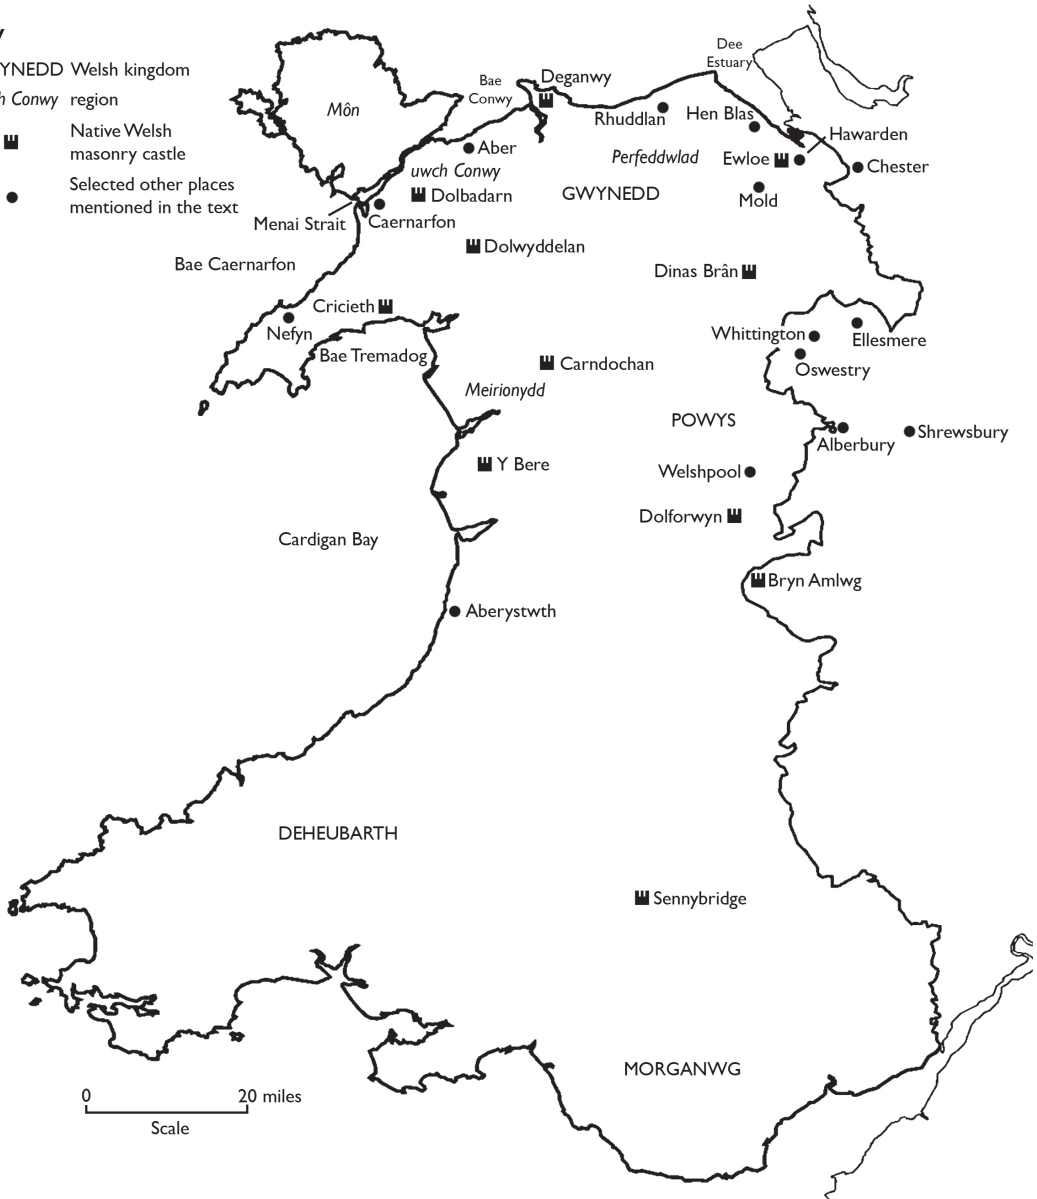 YNEDD Welsh kingdom
h Conwy region
Native Welsh
masonry castle
Selected other places
mentioned in the text
Dee
Estuary
Bae
Conwy
Deganwy
Môn
Rhuddlan
Hen Blas
Hawarden
Aber
Perfeddwlad
Ewloe
Chester
uwch Conwy
Dolbadarn
GWYNEDD
Mold
Menai Strait
Caernarfon
Dolwyddelan
Bae Caernarfon
Dinas Brân
Cricieth
Nefyn
Whittington
Ellesmere
Bae Tremadog
Carndochan
Oswestry
Meirionydd
POWYS
Shrewsbury
Alberbury
Y Bere
Welshpool
Dolforwyn
Cardigan Bay
Bryn Amlwg
Aberystwth
DEHEUBARTH
Sennybridge
MORGANWG
0 20 miles
Scale